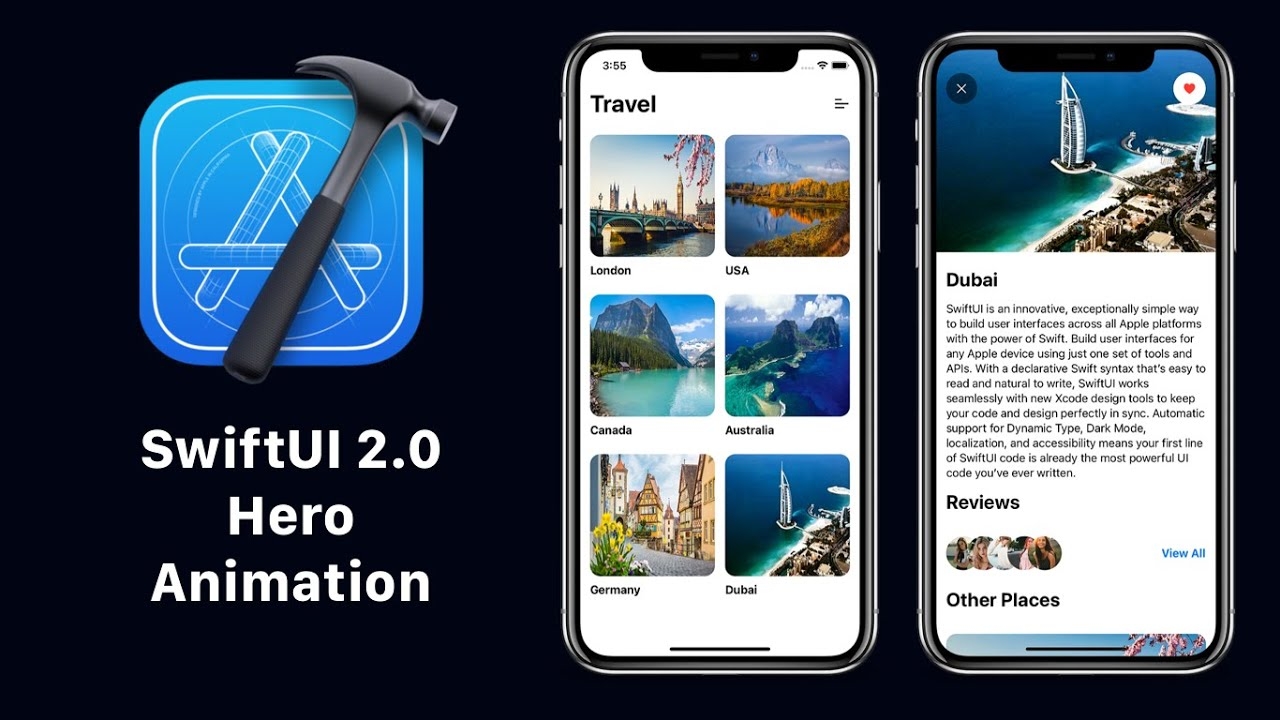 SwiftUI 2.0
Hero
Animation
3:55
Travel
London
USA
Canada
Australia
Germany
Dubai
Dubai
SwiftUI is an innovative, exceptionally simple way
to build user interfaces across all Apple platforms
with the power of Swift. Build user interfaces for
any Apple device using just one set of tools and
APIs. With a declarative Swift syntax that's easy to
read and natural to write, SwiftUI works
seamlessly with new Xcode design tools to keep
your code and design perfectly in sync. Automatic
support for Dynamic Type, Dark Mode,
localization, and accessibility means your first line
of SwiftUI code is already the most powerful UI
code you've ever written.
Reviews
View All
Other Places